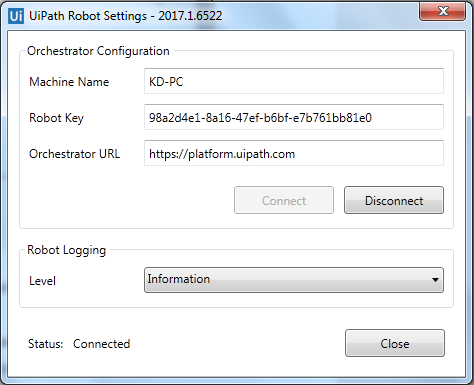 Ui UiPath Robot Settings - 2017.1.6522
Orchestrator Configuration
Machine Name KD-PC
Robot Key 98a2d4e1-8a16-47ef-b6bf-e7b761bb81e0
Orchestrator URL https://platform.uipath.com
Connect Disconnect
Robot Logging
Level Information
Status: Connected Close